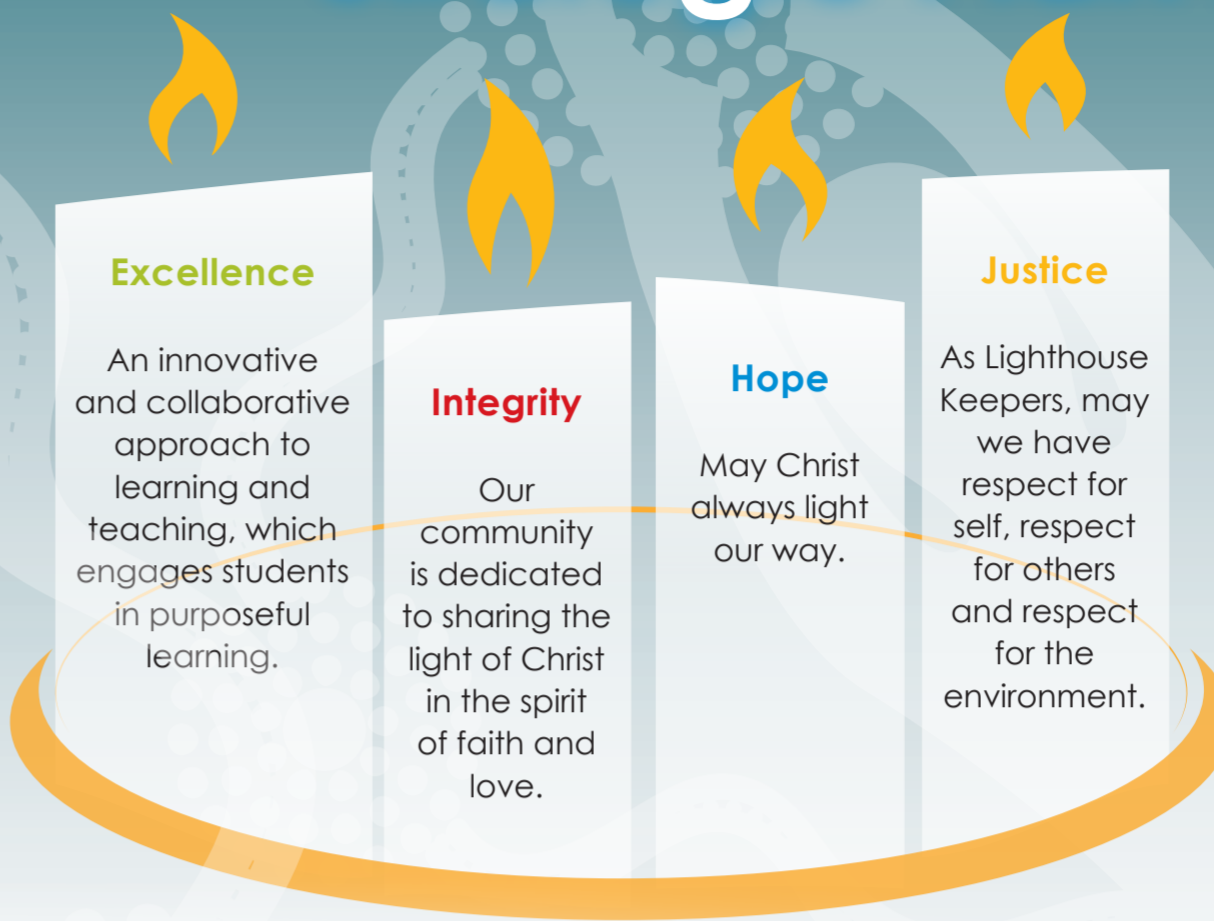 Excellence
An innovative
and collaborative
approach to
learning and
teaching, which
engages students
in purposeful
learning.
Integrity
Our
community
is dedicated
to sharing the
light of Christ
in the spirit
of faith and
love.
Hope
May Christ
always light
our way.
Justice
As Lighthouse
Keepers, may
we have
respect for
self, respect
for others
and respect
for the
environment.